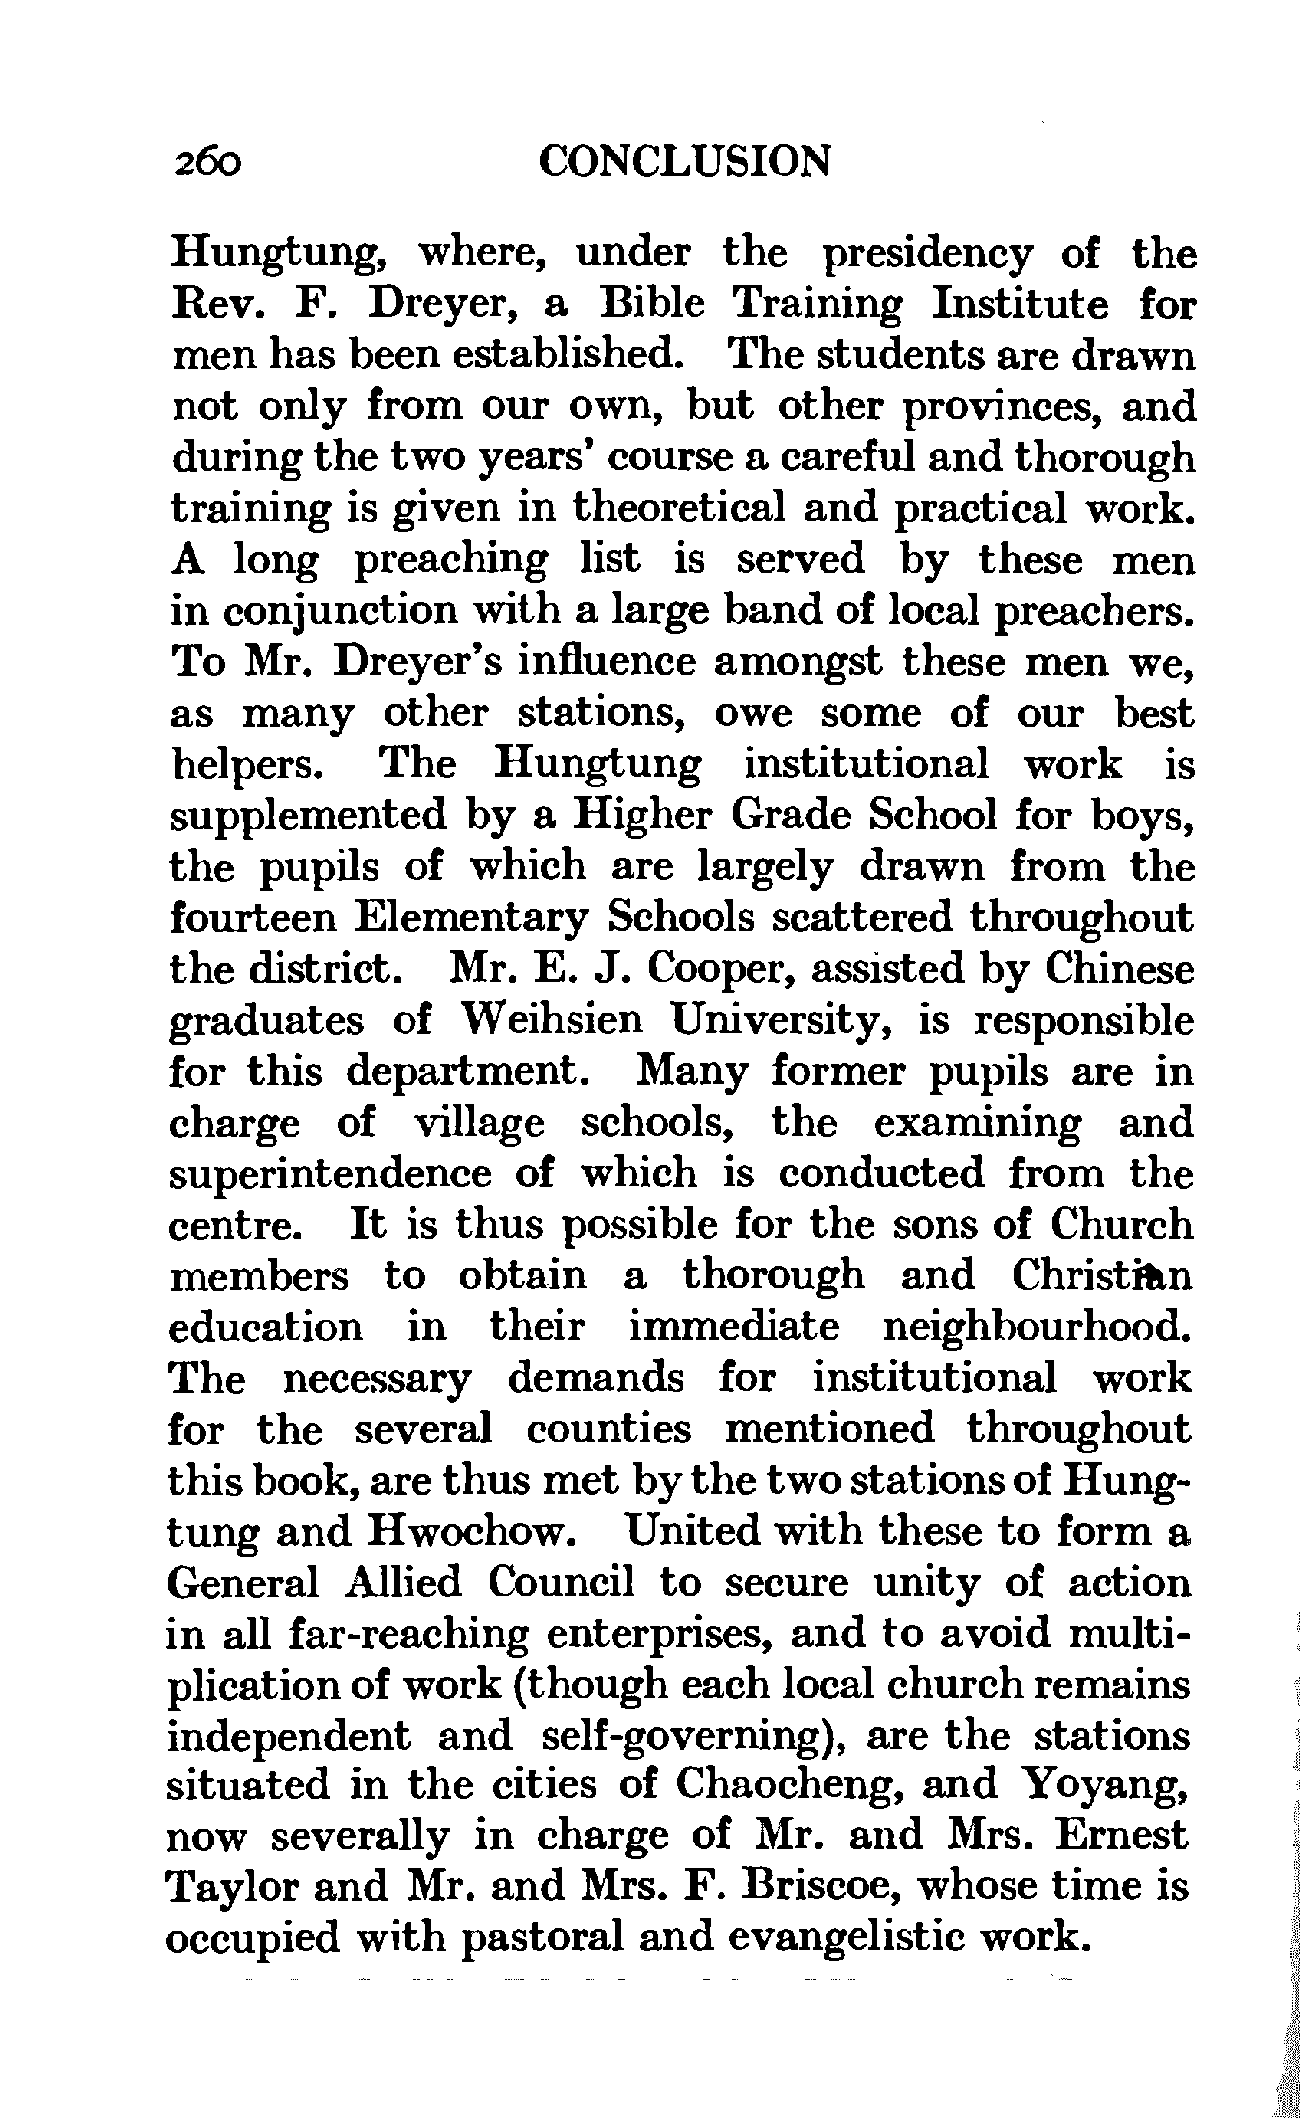 260 CONCLUSION
Hungtung, where, under the presidency of the
Rev. F. Dreyer, a Bible Training Institute for
men has been established. The students are drawn
not only from our own, but other provinces, and
during the two years' course a careful and thorough
training is given in theoretical and practical work.
A long preaching list is served by these men
in conjunction with a large band of local preachers.
To Mr. Dreyer's influence amongst these men we,
as many other stations, owe some of our best
helpers. The Hungtung institutional work is
supplemented by a Higher Grade School for boys,
the pupils of which are largely drawn from the
fourteen Elementary Schools scattered throughout
the district. Mr. E. J. Cooper, assisted by Chinese
graduates of Weihsien University, is responsible
for this department. Many former pupils are in
charge of village schools, the examining and
superintendence of which is conducted from the
centre. It is thus possible for the sons of Church
members to obtain a thorough and Christian
education in their immediate neighbourhood.
The necessary demands for institutional work
for the several counties mentioned throughout
this book, are thus met by the two stations of Hung-
tung and Hwochow. United with these to form a
General Allied Council to secure unity of action
in all far-reaching enterprises, and to avoid multi-
plication of work (though each local church remains
independent and self-governing), are the stations
situated in the cities of Chaocheng, and Yoyang,
now severally in charge of Mr. and Mrs. Ernest
Taylor and Mr. and Mrs. F. Briscoe, whose time is
occupied with pastoral and evangelistic work.